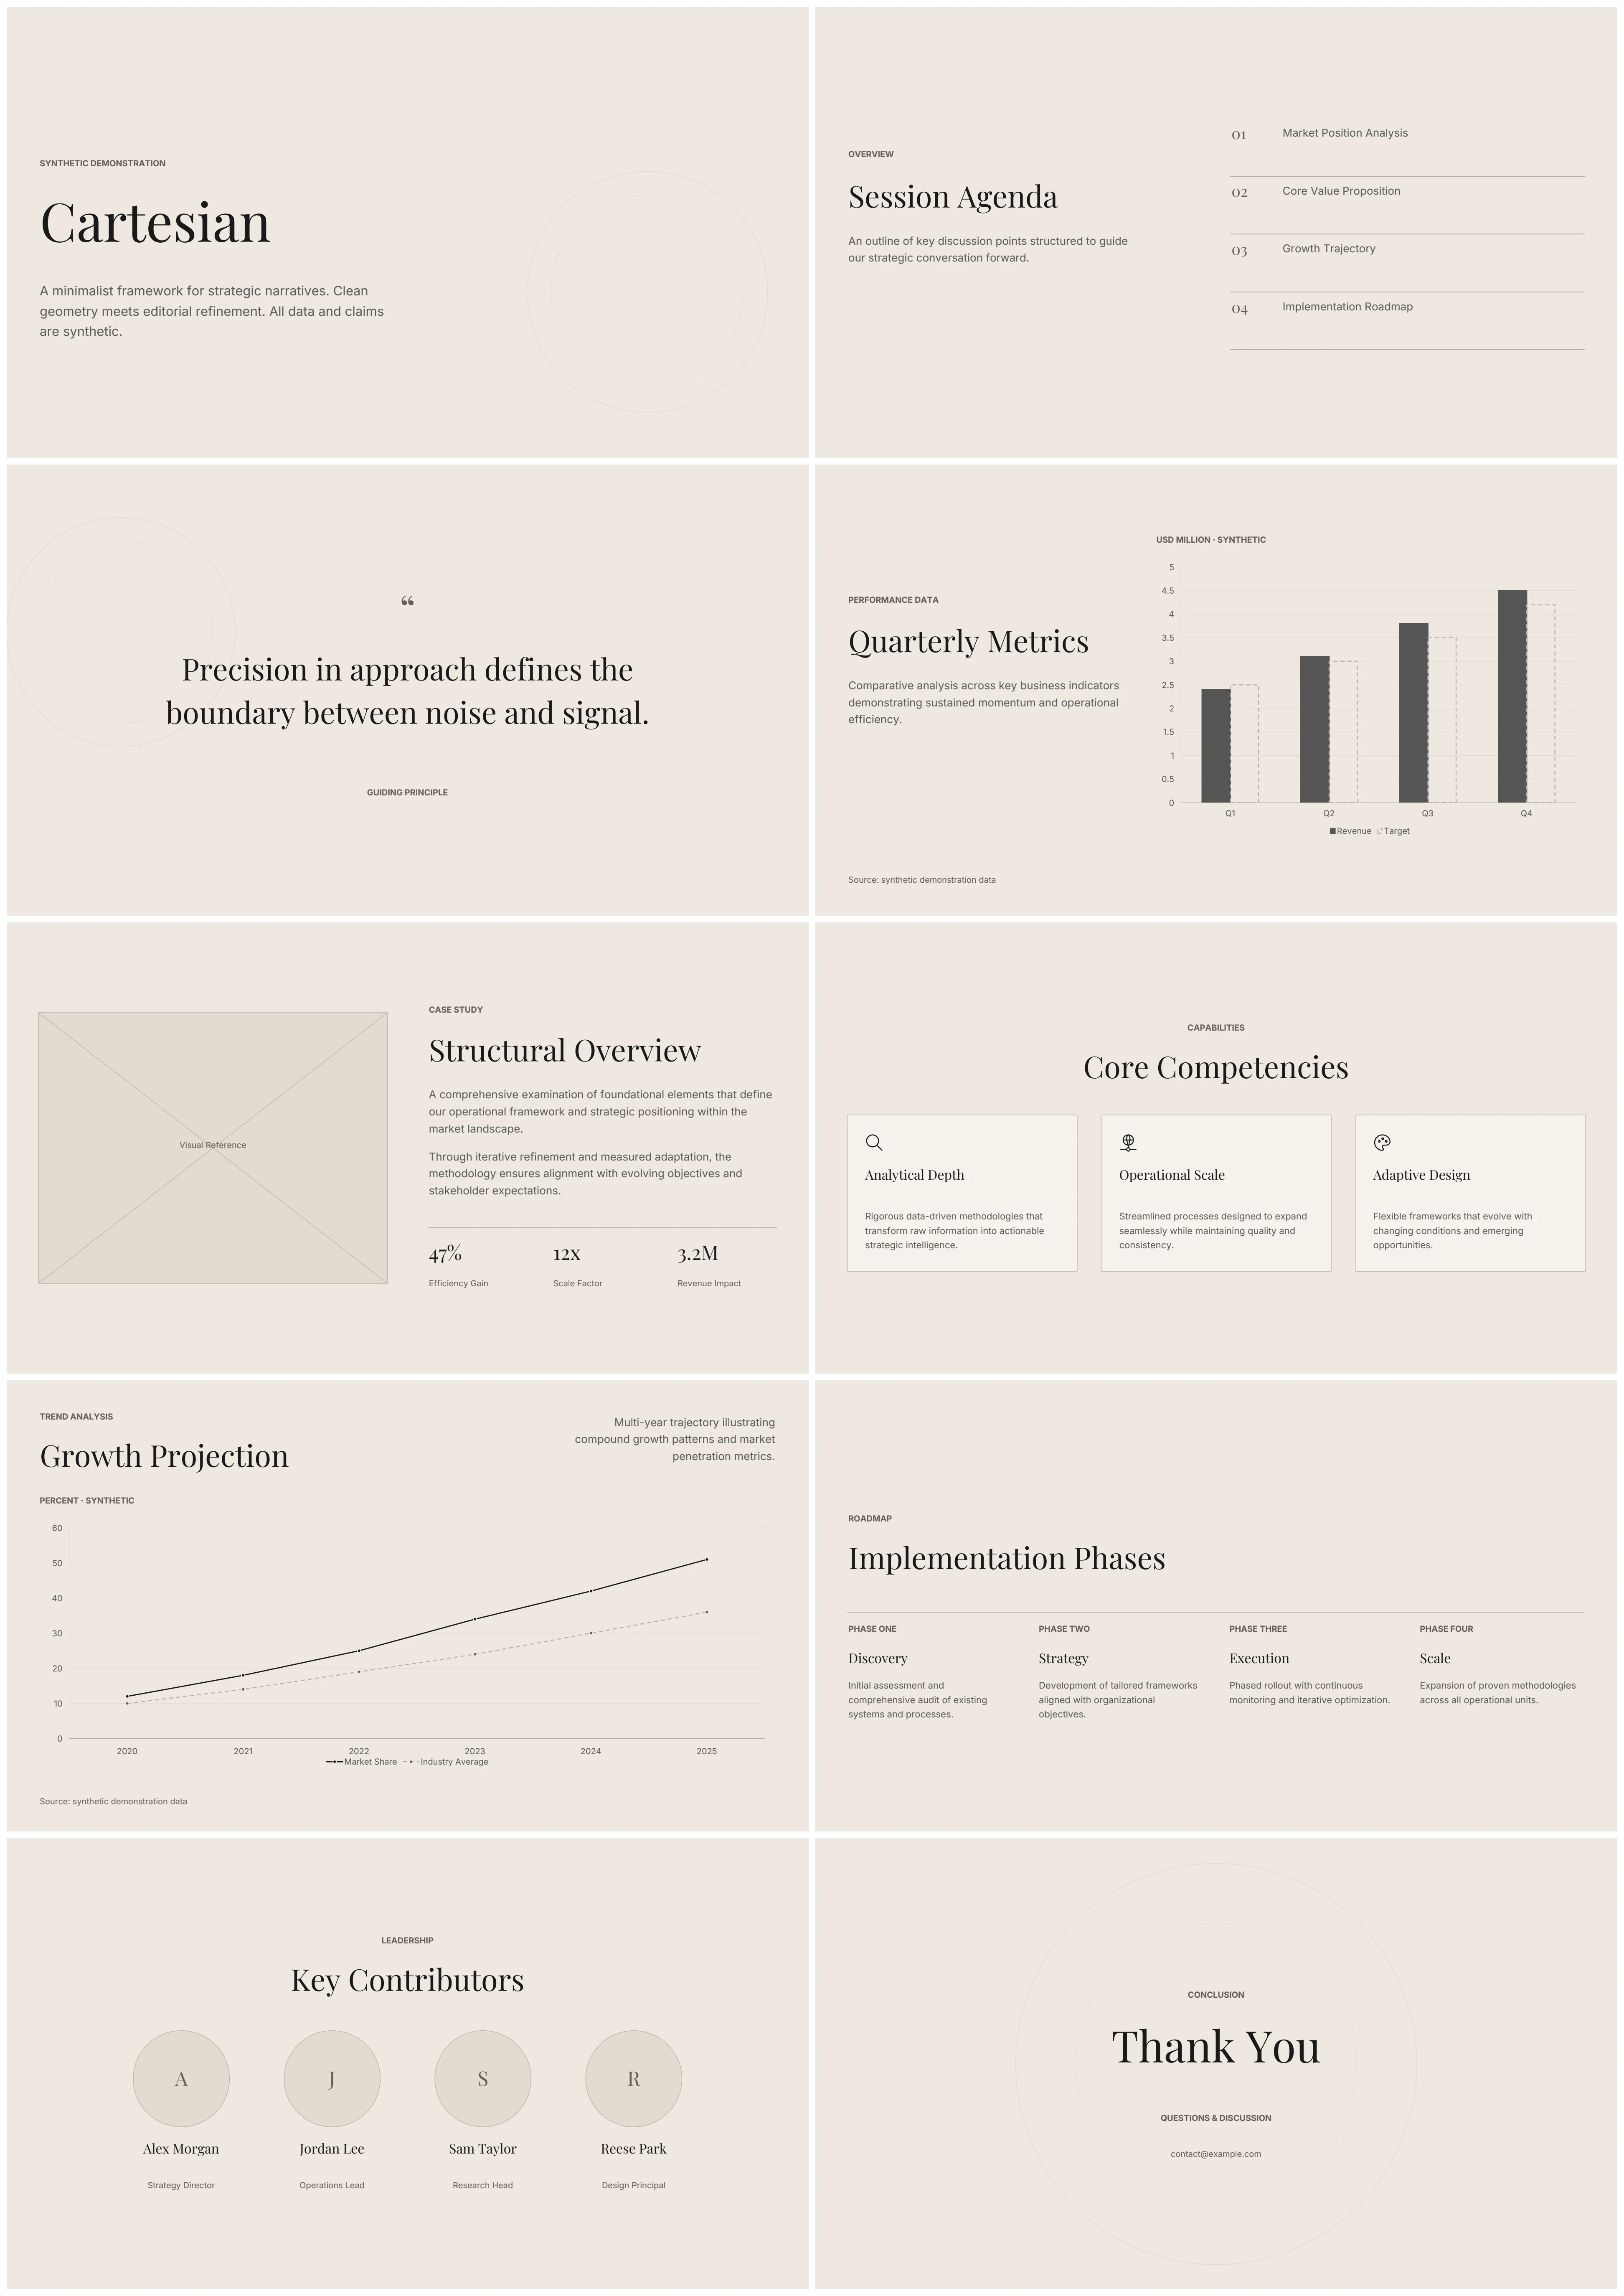 SYNTHETIC DEMONSTRATION
Cartesian
A minimalist framework for strategic narratives. Clean
geometry meets editorial refinement. All data and claims
are synthetic.
OVERVIEW
Session Agenda
An outline of key discussion points structured to guide
our strategic conversation forward.
01 Market Position Analysis
02 Core Value Proposition
03 Growth Trajectory
04 Implementation Roadmap
“
Precision in approach defines the
boundary between noise and signal.
GUIDING PRINCIPLE
PERFORMANCE DATA
Quarterly Metrics
Comparative analysis across key business indicators
demonstrating sustained momentum and operational
efficiency.
USD MILLION · SYNTHETIC
5
4.5
4
3.5
3
2.5
2
1.5
1
0.5
0
Q1 Q2 Q3 Q4
Revenue Target
Source: synthetic demonstration data
Visual Reference
CASE STUDY
Structural Overview
A comprehensive examination of foundational elements that define
our operational framework and strategic positioning within the
market landscape.
Through iterative refinement and measured adaptation, the
methodology ensures alignment with evolving objectives and
stakeholder expectations.
47% 12x 3.2M
Efficiency Gain Scale Factor Revenue Impact
CAPABILITIES
Core Competencies
Analytical Depth
Rigorous data-driven methodologies that
transform raw information into actionable
strategic intelligence.
Operational Scale
Streamlined processes designed to expand
seamlessly while maintaining quality and
consistency.
Adaptive Design
Flexible frameworks that evolve with
changing conditions and emerging
opportunities.
TREND ANALYSIS
Growth Projection
Multi-year trajectory illustrating
compound growth patterns and market
penetration metrics.
PERCENT · SYNTHETIC
60
50
40
30
20
10
0
2020 2021 2022 2023 2024 2025
Market Share Industry Average
Source: synthetic demonstration data
ROADMAP
Implementation Phases
PHASE ONE
Discovery
Initial assessment and
comprehensive audit of existing
systems and processes.
PHASE TWO
Strategy
Development of tailored frameworks
aligned with organizational
objectives.
PHASE THREE
Execution
Phased rollout with continuous
monitoring and iterative optimization.
PHASE FOUR
Scale
Expansion of proven methodologies
across all operational units.
LEADERSHIP
Key Contributors
A J S R
Alex Morgan Jordan Lee Sam Taylor Reese Park
Strategy Director Operations Lead Research Head Design Principal
CONCLUSION
Thank You
QUESTIONS & DISCUSSION
contact@example.com